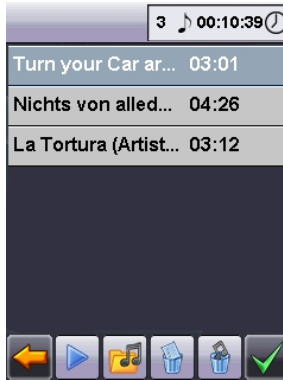 3 00:10:39
Turn your Car ar... 03:01
Nichts von alled... 04:26
La Tortura (Artist... 03:12